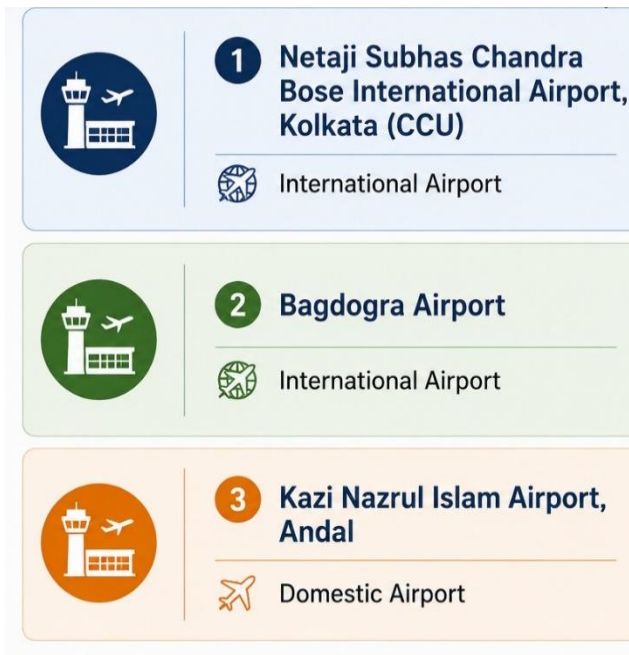 1 Netaji Subhas Chandra
Bose International Airport,
Kolkata (CCU)
International Airport
2 Bagdogra Airport
International Airport
3 Kazi Nazrul Islam Airport,
Andal
Domestic Airport